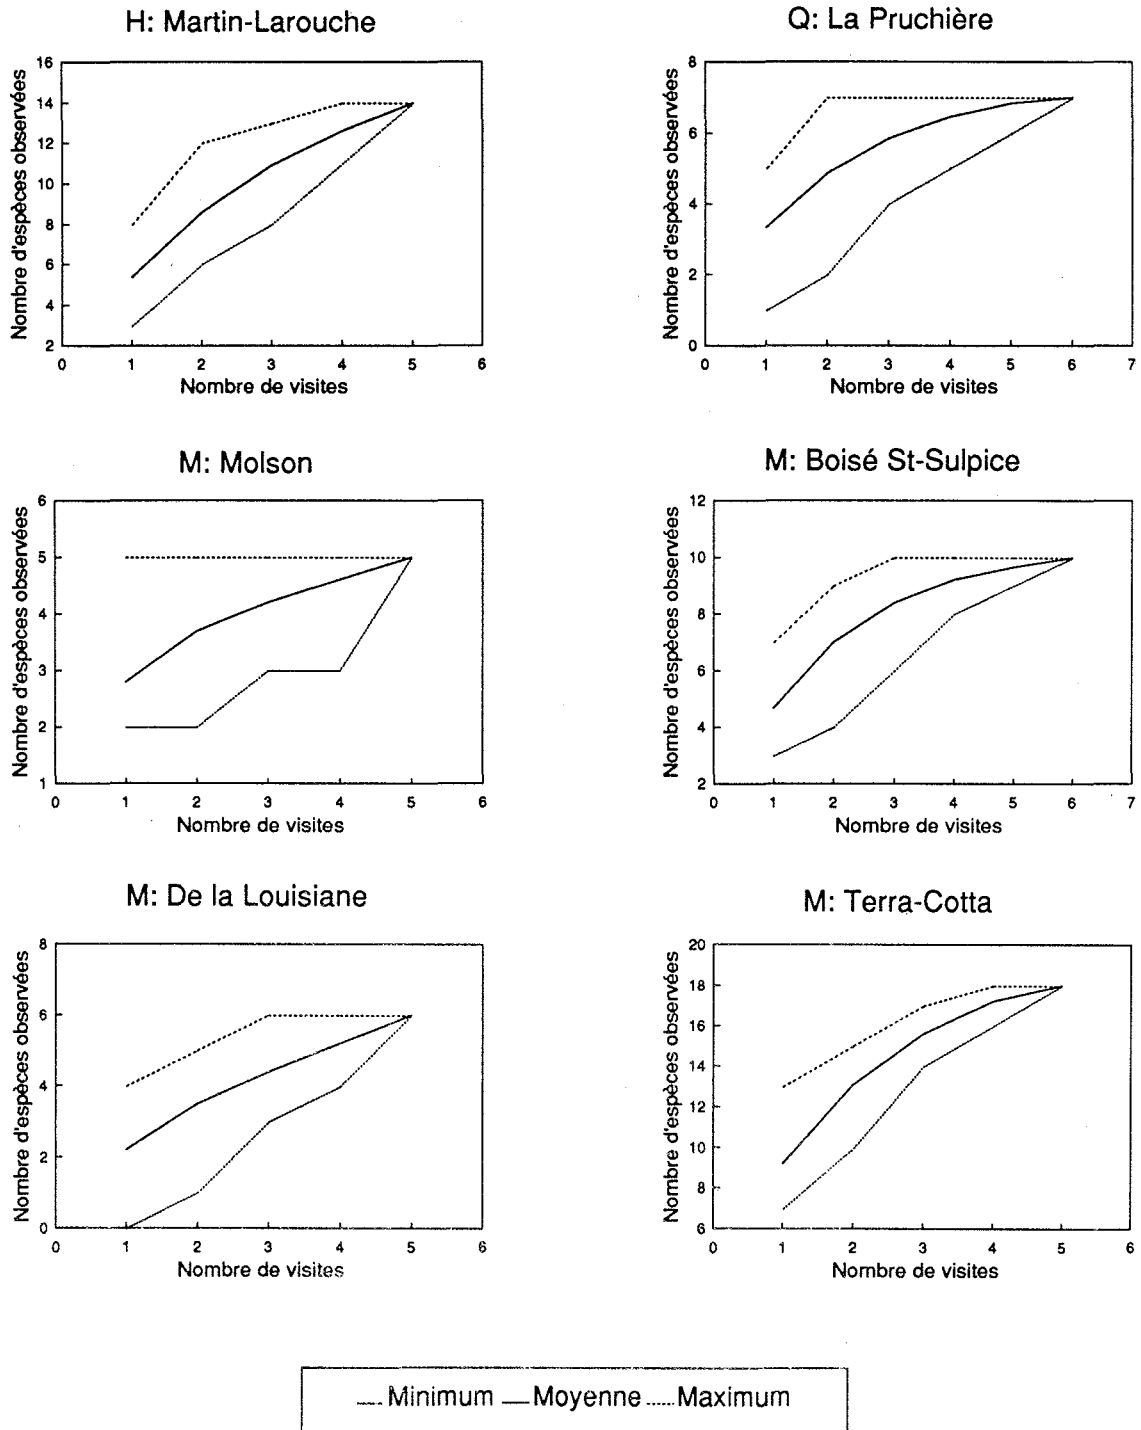 H: Martin-Larouche
Nombre d'espèces observées
16
14
12
10
8
6
4
2
0 1 2 3 4 5 6
Nombre de visites
Q: La Pruchière
Nombre d'espèces observées
8
6
4
2
0
0 1 2 3 4 5 6 7
Nombre de visites
M: Molson
Nombre d'espèces observées
6
5
4
3
2
1
0 1 2 3 4 5 6
Nombre de visites
M: Boisé St-Sulpice
Nombre d'espèces observées
12
10
8
6
4
2
0 1 2 3 4 5 6 7
Nombre de visites
M: De la Louisiane
Nombre d'espèces observées
8
6
4
2
0
0 1 2 3 4 5 6
Nombre de visites
M: Terra-Cotta
Nombre d'espèces observées
20
18
16
14
12
10
8
6
0 1 2 3 4 5 6
Nombre de visites
Minimum Moyenne Maximum